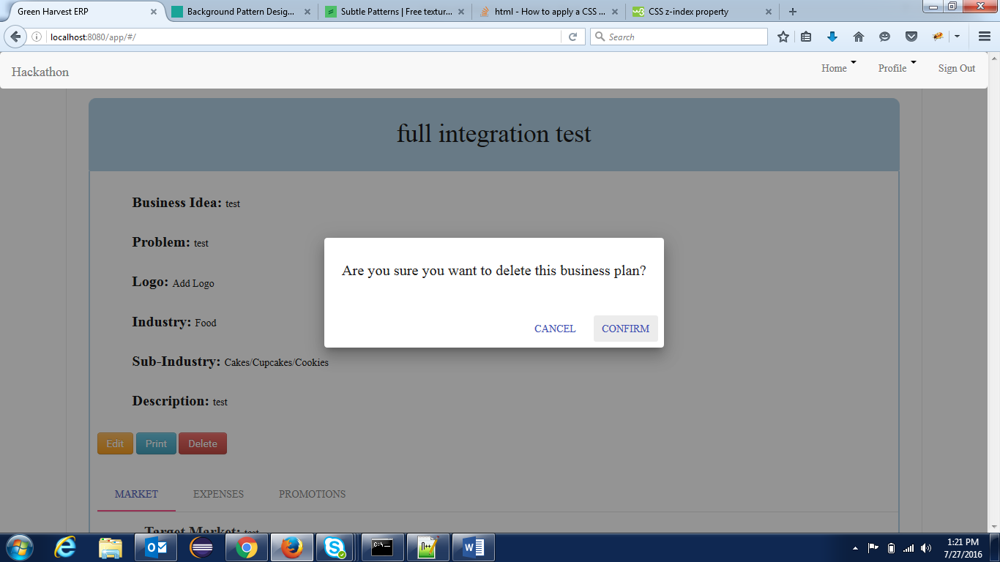 Green Harvest ERP
Background Pattern Desig...
Subtle Patterns | Free textur...
html - How to apply a CSS ...
w3
CSS z-index property
localhost:8080/app/#/
Search
Hackathon
Home
Profile
Sign Out
full integration test
Business Idea: test
Problem: test
Logo: Add Logo
Industry: Food
Sub-Industry: Cakes/Cupcakes/Cookies
Description: test
Are you sure you want to delete this business plan?
CANCEL
CONFIRM
Edit
Print
Delete
MARKET
EXPENSES
PROMOTIONS
Target Market: test
1:21 PM
7/27/2016